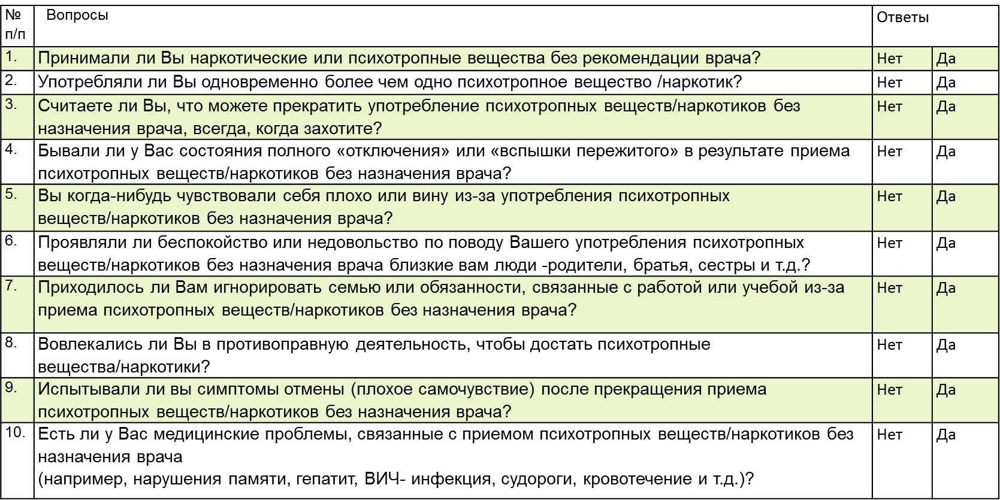 № Вопросы Ответы
п/п
1. Принимали ли Вы наркотические или психотропные вещества без рекомендации врача? Нет Да
2. Употребляли ли Вы одновременно более чем одно психотропное вещество /наркотик? Нет Да
3. Считаете ли Вы, что можете прекратить употребление психотропных веществ/наркотиков без Нет Да
назначения врача, всегда, когда захотите?
4. Бывали ли у Вас состояния полного «отключения» или «вспышки пережитого» в результате приема Нет Да
психотропных веществ/наркотиков без назначения врача?
5. Вы когда-нибудь чувствовали себя плохо или вину из-за употребления психотропных Нет Да
веществ/наркотиков без назначения врача?
6. Проявляли ли беспокойство или недовольство по поводу Вашего употребления психотропных Нет Да
веществ/наркотиков без назначения врача близкие вам люди -родители, братья, сестры и т.д.?
7. Приходилось ли Вам игнорировать семью или обязанности, связанные с работой или учебой из-за Нет Да
приема психотропных веществ/наркотиков без назначения врача?
8. Вовлекались ли Вы в противоправную деятельность, чтобы достать психотропные Нет Да
вещества/наркотики?
9. Испытывали ли вы симптомы отмены (плохое самочувствие) после прекращения приема Нет Да
психотропных веществ/наркотиков без назначения врача?
10. Есть ли у Вас медицинские проблемы, связанные с приемом психотропных веществ/наркотиков без Нет Да
назначения врача
(например, нарушения памяти, гепатит, ВИЧ- инфекция, судороги, кровотечение и т.д.)?